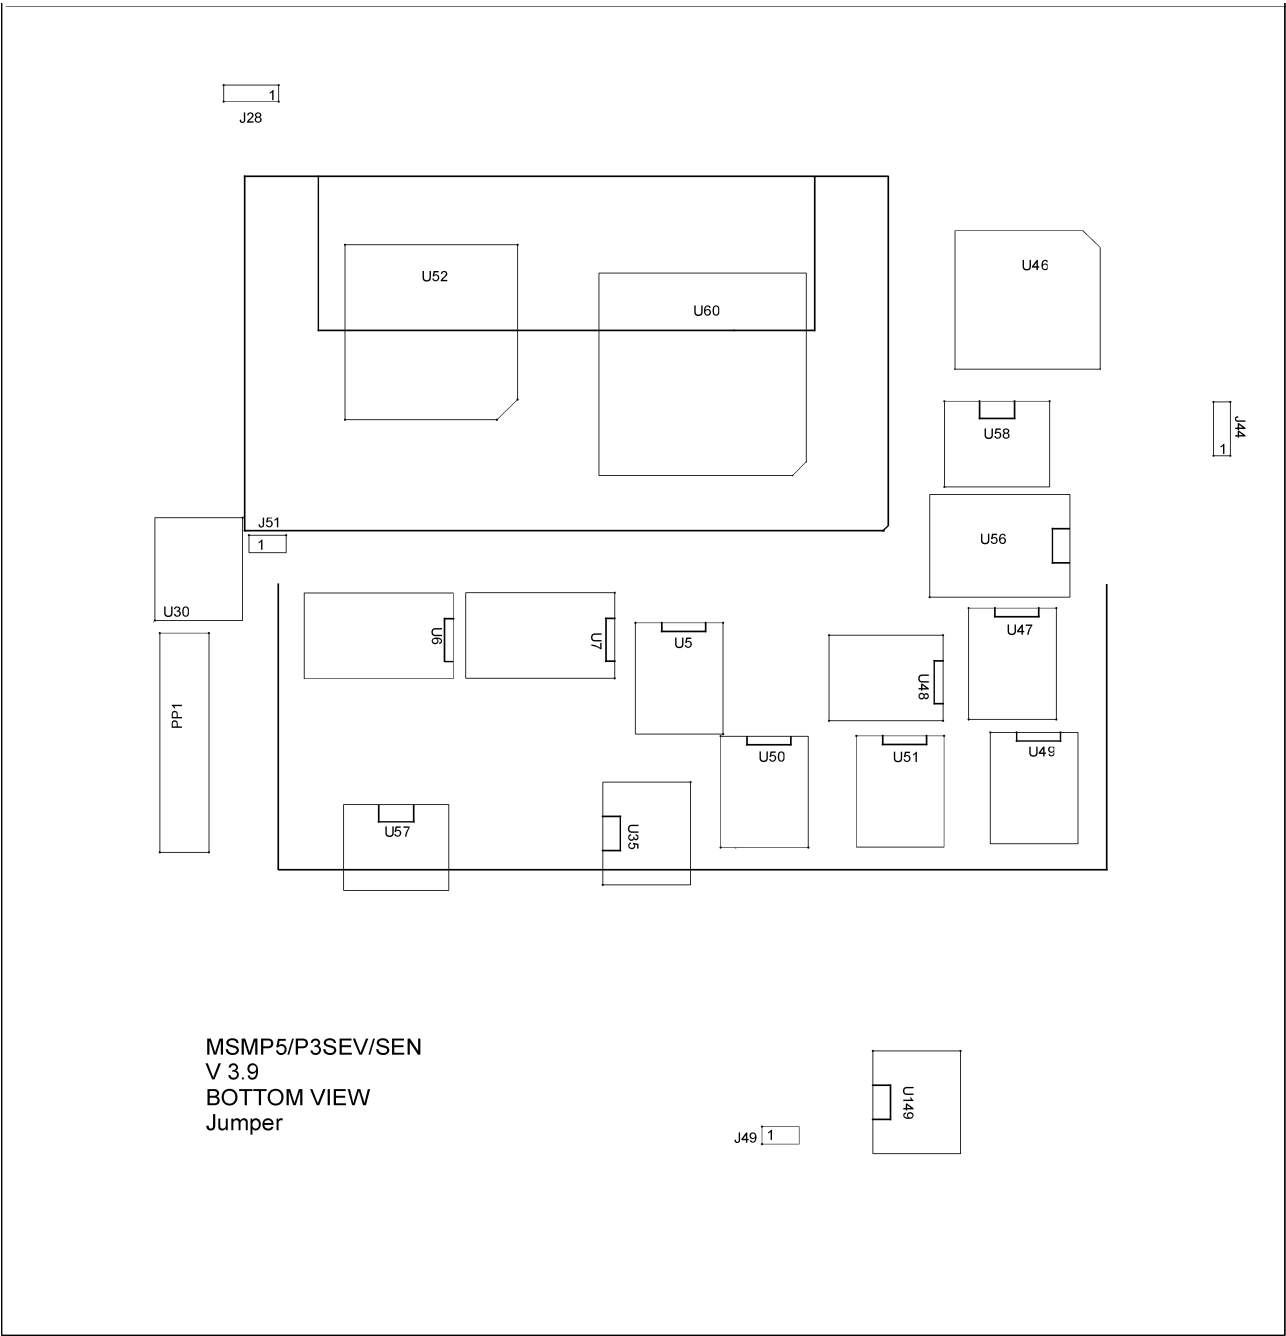 1
J28
U52
U46
U60
J44
1
U58
J51
1
U56
U30
U6
U7
U5
U47
U48
PP1
U50
U51
U49
U57
U35
MSMP5/P3SEV/SEN
V 3.9
BOTTOM VIEW
Jumper
U149
J49 1